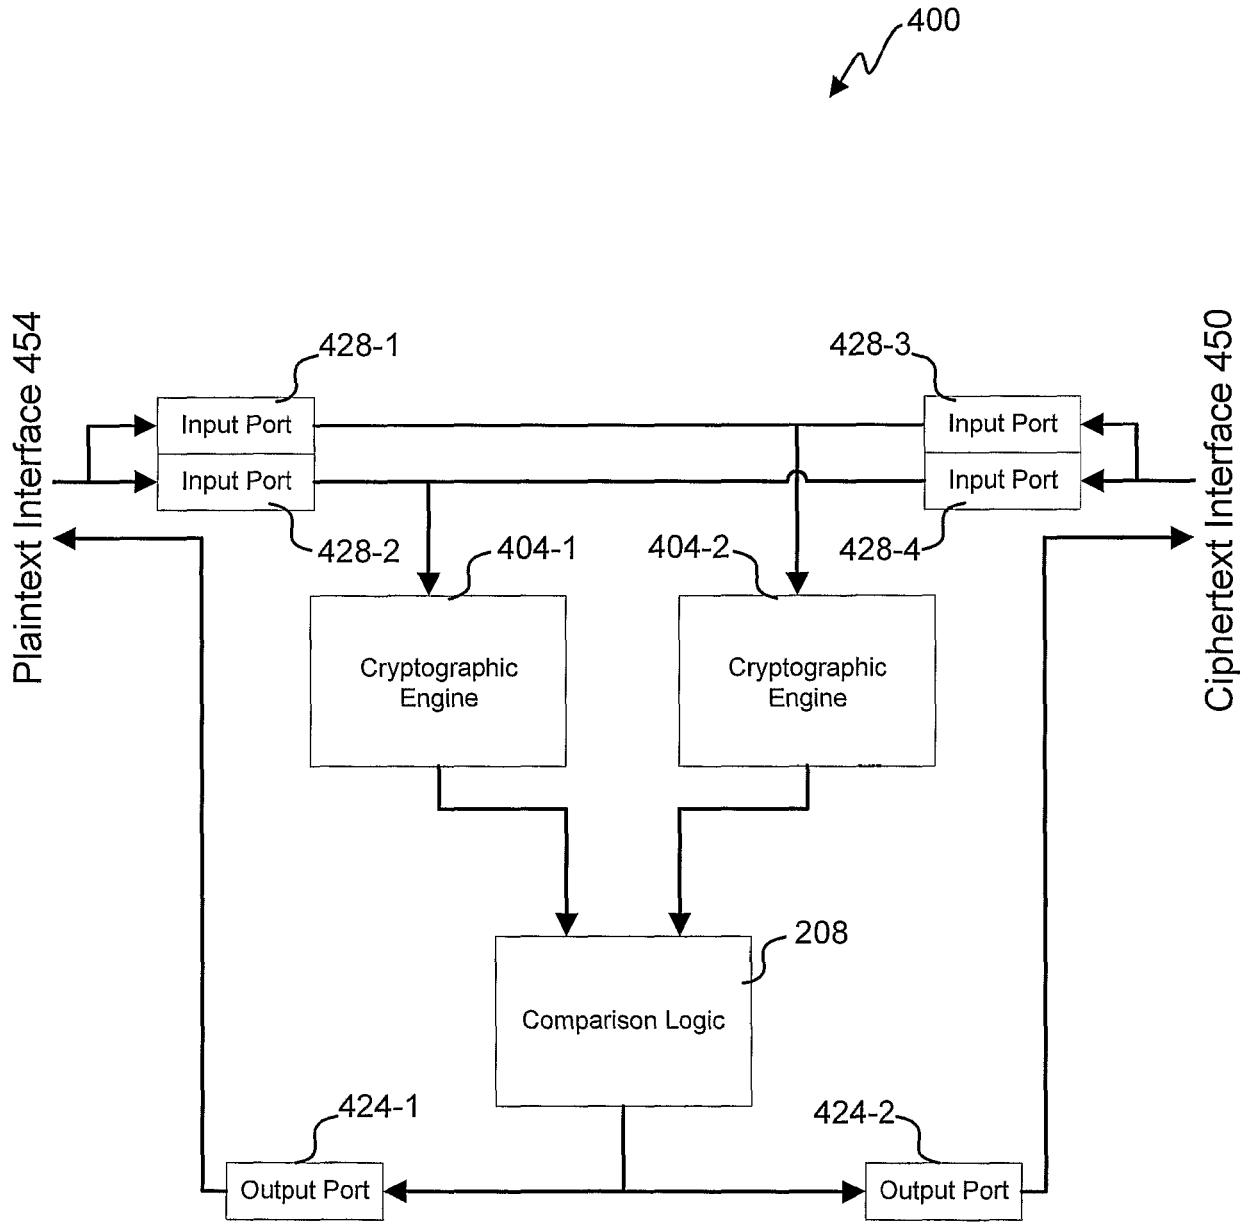 400
Plaintext Interface 454
Ciphertext Interface 450
428-1
428-3
Input Port
Input Port
Input Port
Input Port
428-2
404-1
404-2
428-4
Cryptographic
Engine
Cryptographic
Engine
208
Comparison Logic
424-1
424-2
Output Port
Output Port